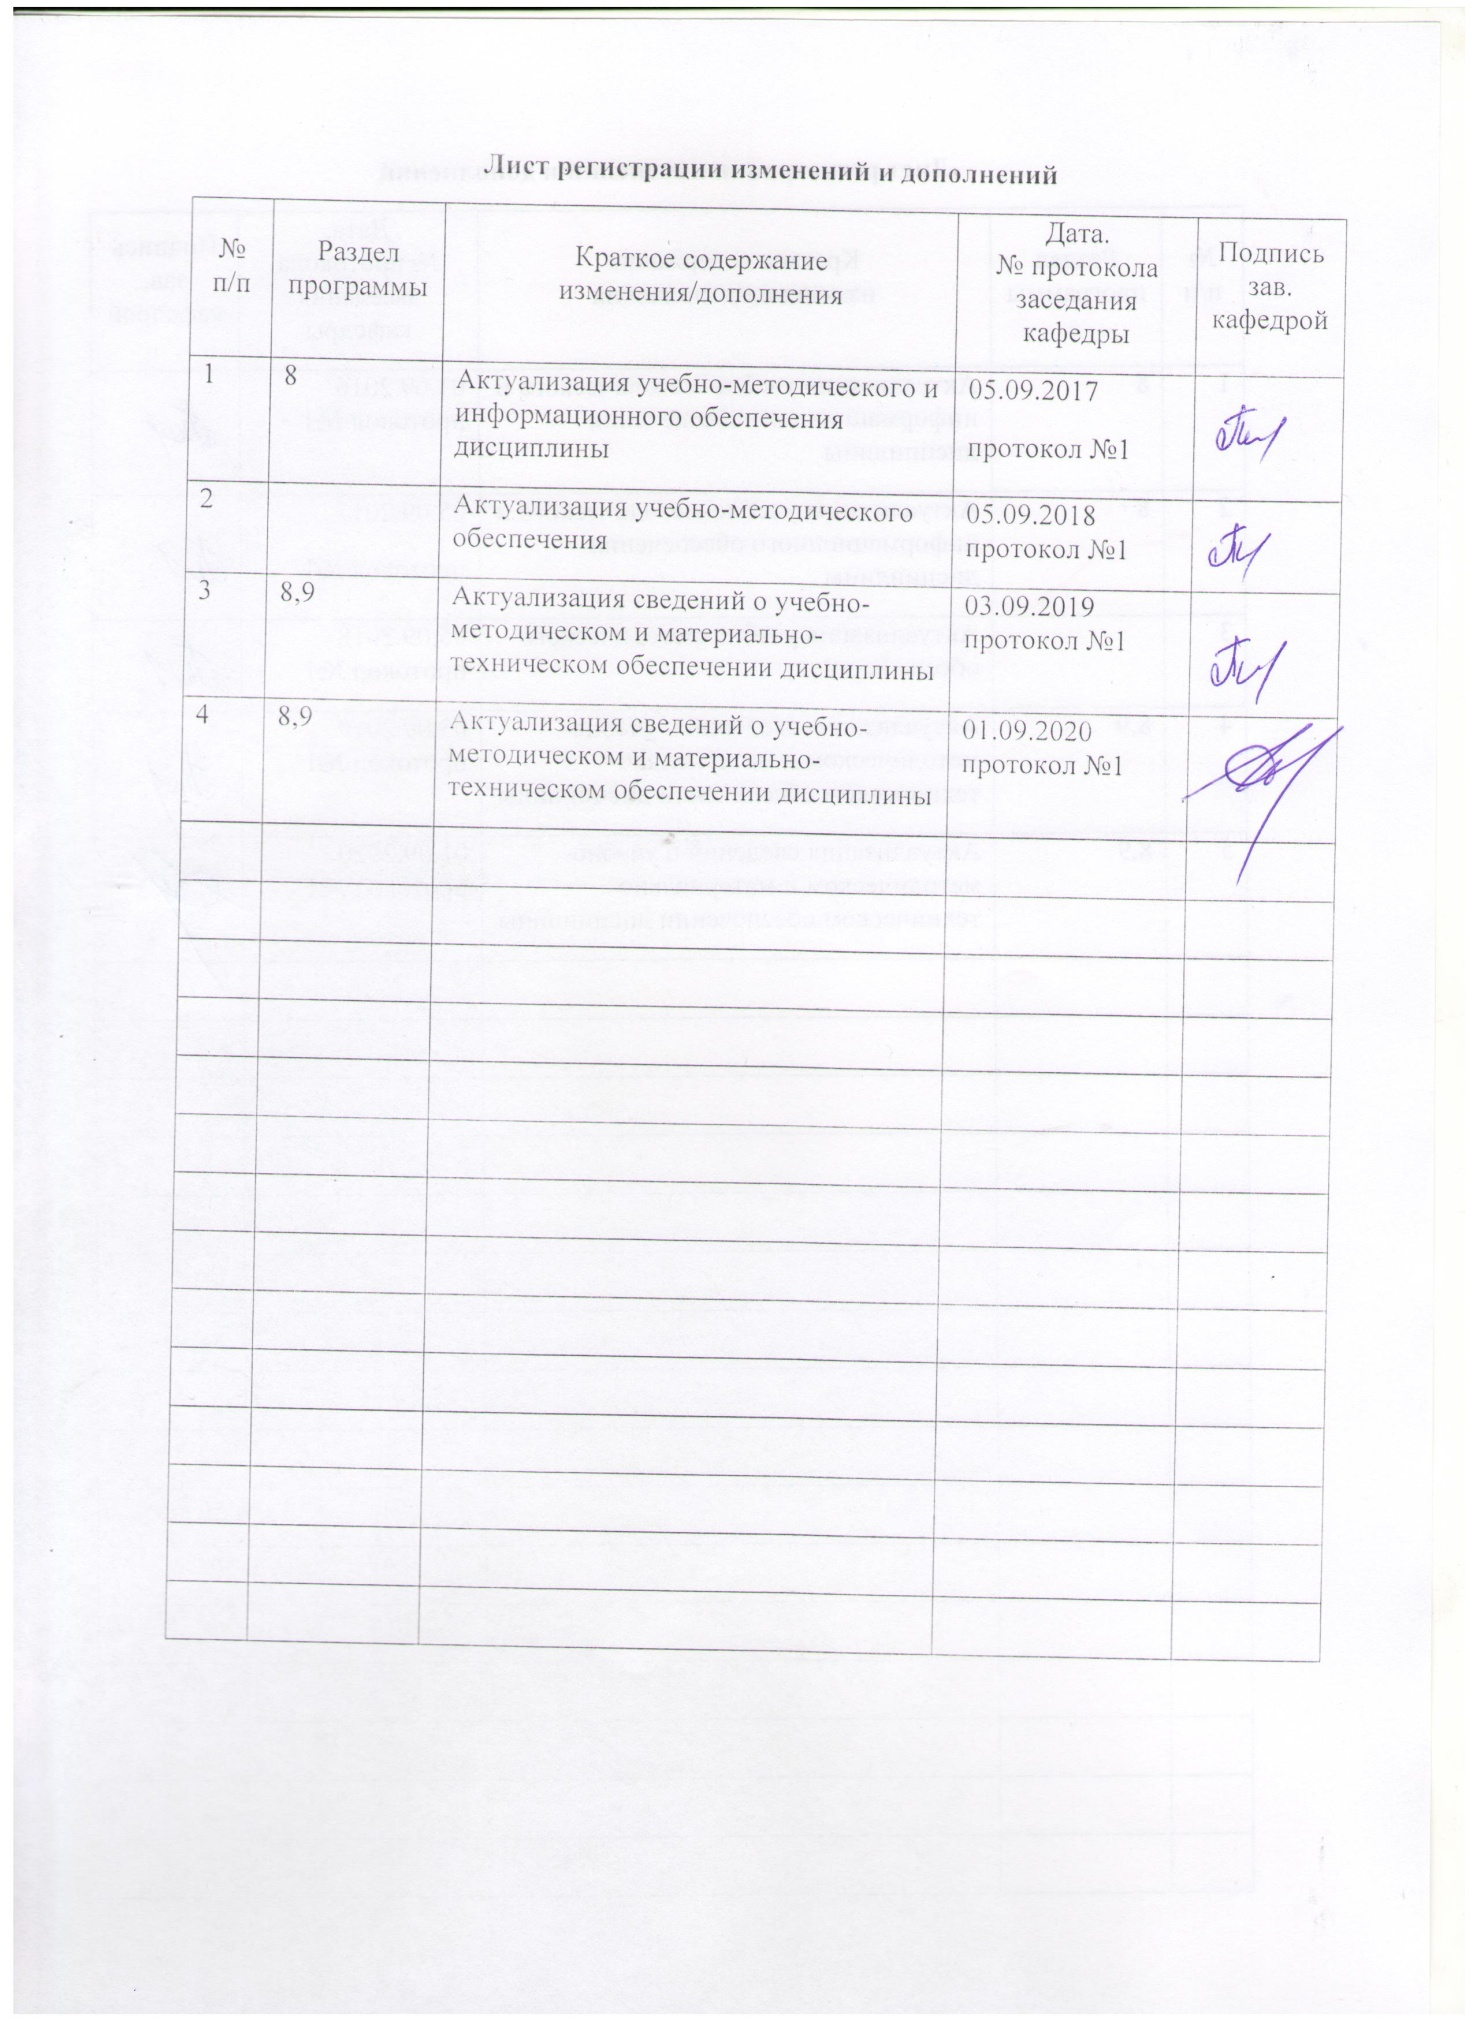 Лист регистрации изменений и дополнений
№
п/п
Раздел
программы
Краткое содержание
изменения/дополнения
Дата.
№ протокола
заседания
кафедры
Подпись
зав.
кафедрой
1
8
Актуализация учебно-методического и
информационного обеспечения
дисциплины
05.09.2017
протокол №1
2
Актуализация учебно-методического
обеспечения
05.09.2018
протокол №1
3
8,9
Актуализация сведений о учебно-
методическом и материально-
техническом обеспечении дисциплины
03.09.2019
протокол №1
4
8,9
Актуализация сведений о учебно-
методическом и материально-
техническом обеспечении дисциплины
01.09.2020
протокол №1